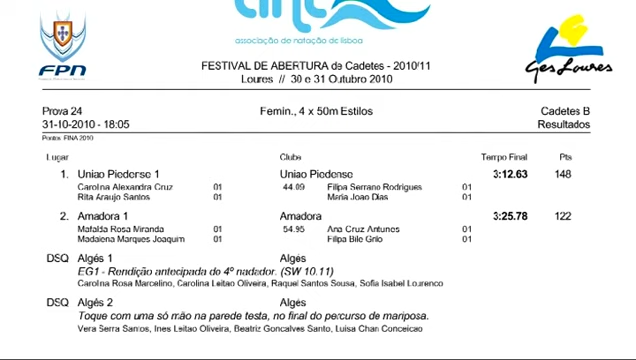 associação de natação de lisboa
FPN
Ges Loures
FESTIVAL DE ABERTURA de Cadetes - 2010/11
Loures // 30 e 31 Outubro 2010
Prova 24 Femin., 4 x 50m Estilos Cadetes B
31-10-2010 - 18:05 Resultados
Pontos: FINA 2010
Lugar Clube Tempo Final Pts
1. Uniao Piedense 1 Uniao Piedense 3:12.63 148
Carolina Alexandra Cruz 01 44.09 Filipa Serrano Rodrigues 01
Rita Araujo Santos 01 Maria Joao Dias 01
2. Amadora 1 Amadora 3:25.78 122
Mafalda Rosa Miranda 01 54.95 Ana Cruz Antunes 01
Madalena Marques Joaquim 01 Filipa Bile Grilo 01
DSQ Algés 1 Algés
EG1 - Rendição antecipada do 4º nadador. (SW 10.11)
Carolina Rosa Marcelino, Carolina Leitao Oliveira, Raquel Santos Sousa, Sofia Isabel Lourenco
DSQ Algés 2 Algés
Toque com uma só mão na parede testa, no final do percurso de mariposa.
Vera Serra Santos, Ines Leitao Oliveira, Beatriz Goncalves Santo, Luisa Chan Conceicao